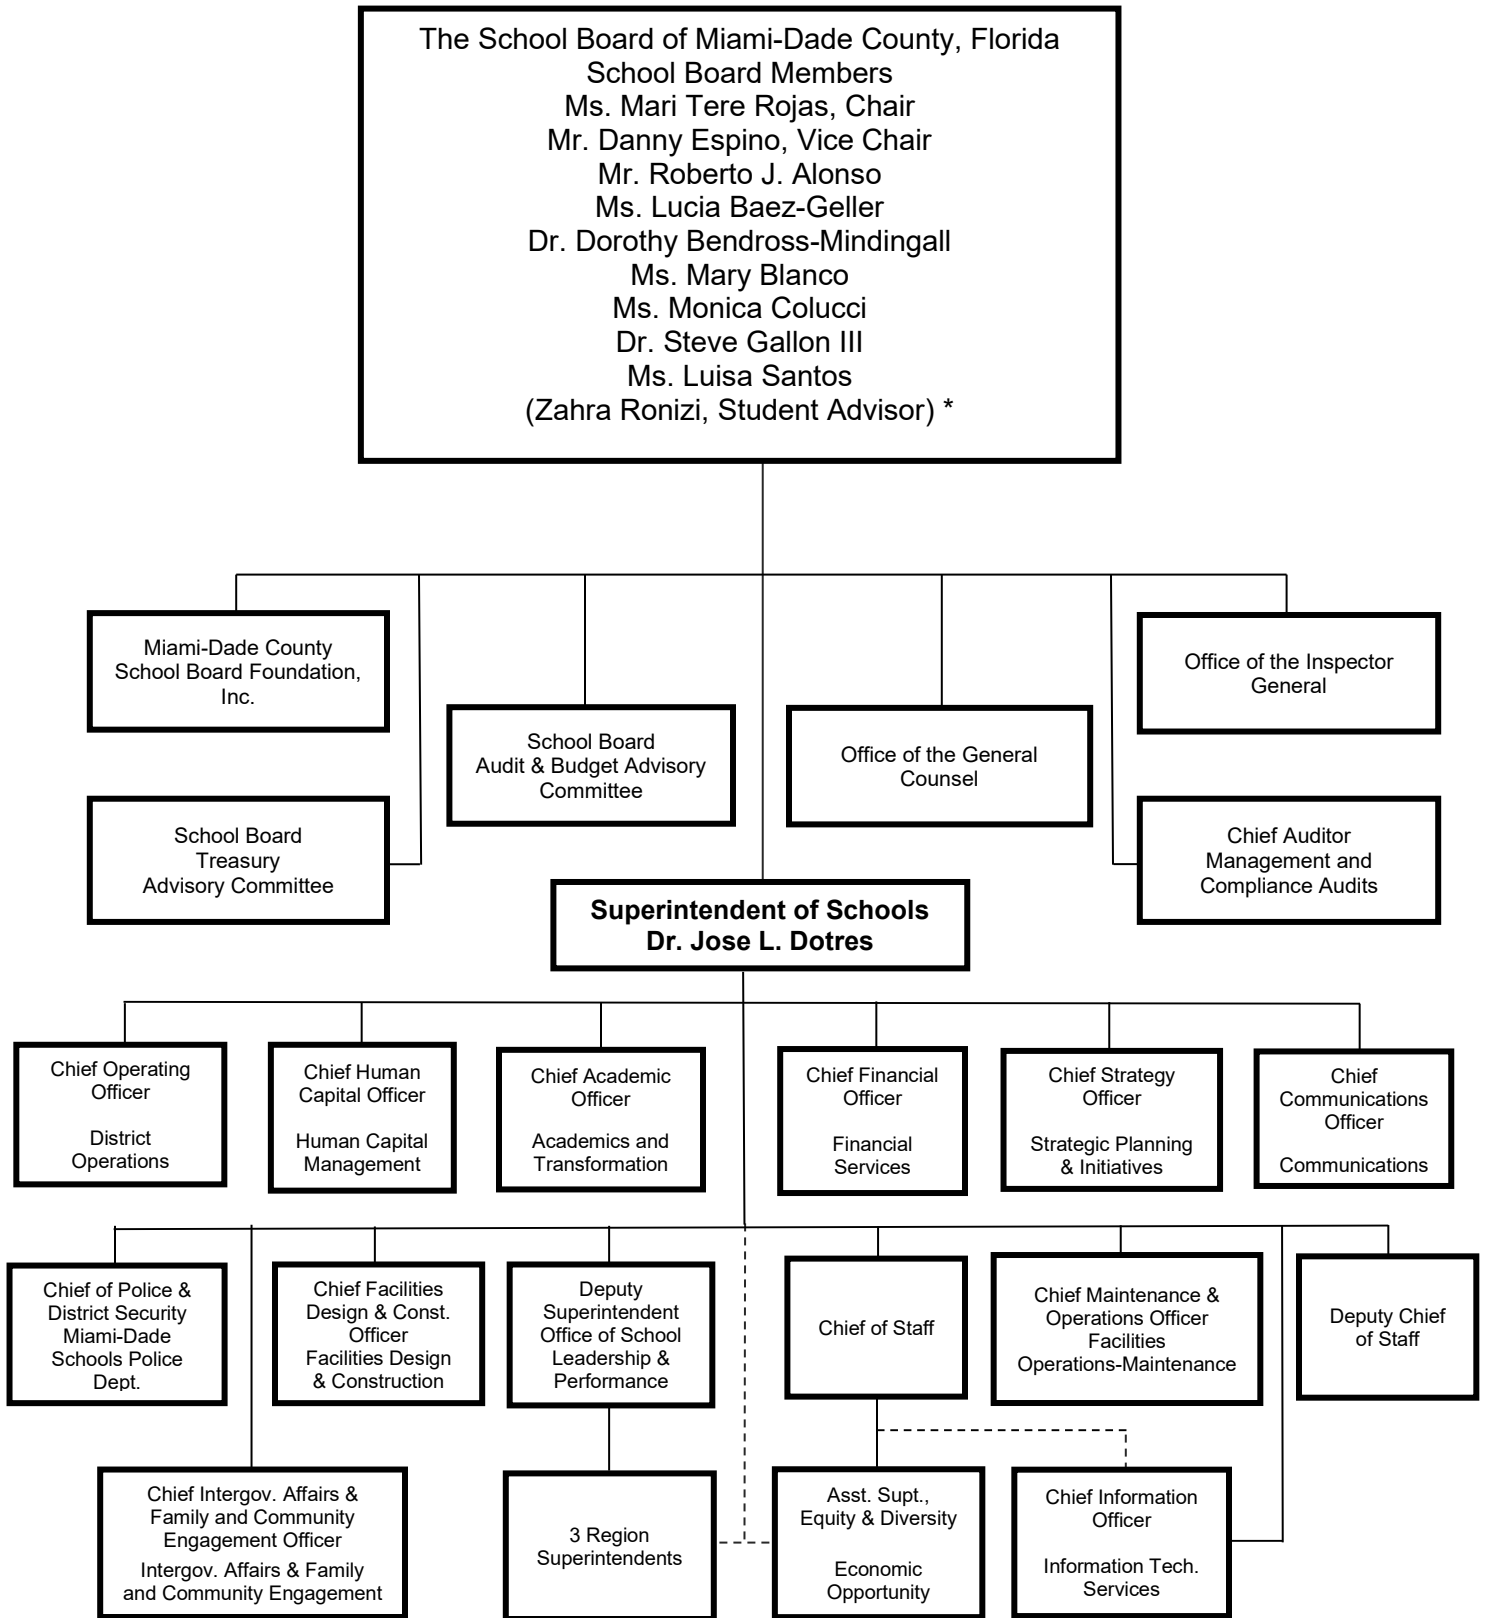 The School Board of Miami-Dade County, Florida
School Board Members
Ms. Mari Tere Rojas, Chair
Mr. Danny Espino, Vice Chair
Mr. Roberto J. Alonso
Ms. Lucia Baez-Geller
Dr. Dorothy Bendross-Mindingall
Ms. Mary Blanco
Ms. Monica Colucci
Dr. Steve Gallon III
Ms. Luisa Santos
(Zahra Ronizi, Student Advisor) *
Miami-Dade County
School Board Foundation,
Inc.
School Board
Audit & Budget Advisory
Committee
Office of the General
Counsel
Office of the Inspector
General
School Board
Treasury
Advisory Committee
Chief Auditor
Management and
Compliance Audits
Superintendent of Schools
Dr. Jose L. Dotres
Chief Operating
Officer
District
Operations
Chief Human
Capital Officer
Human Capital
Management
Chief Academic
Officer
Academics and
Transformation
Chief Financial
Officer
Financial
Services
Chief Strategy
Officer
Strategic Planning
& Initiatives
Chief
Communications
Officer
Communications
Chief of Police &
District Security
Miami-Dade
Schools Police
Dept.
Chief Facilities
Design & Const.
Officer
Facilities Design
& Construction
Deputy
Superintendent
Office of School
Leadership &
Performance
Chief of Staff
Chief Maintenance &
Operations Officer
Facilities
Operations-Maintenance
Deputy Chief
of Staff
Chief Intergov. Affairs &
Family and Community
Engagement Officer
Intergov. Affairs & Family
and Community Engagement
3 Region
Superintendents
Asst. Supt.,
Equity & Diversity
Economic
Opportunity
Chief Information
Officer
Information Tech.
Services